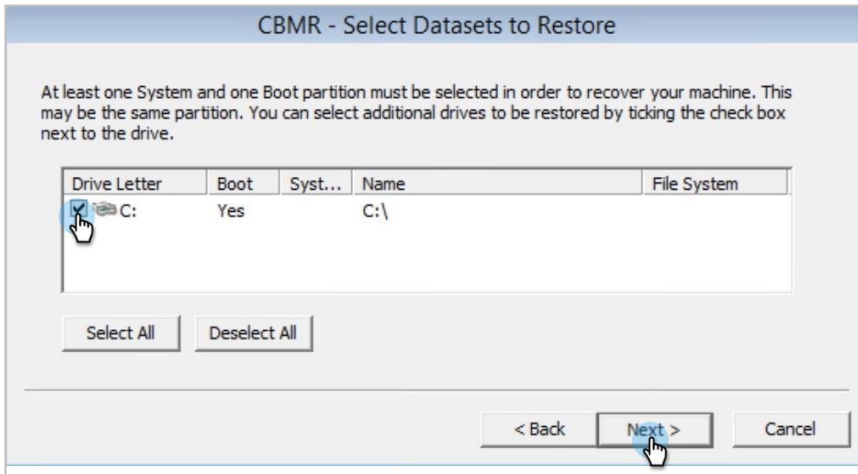 CBMR - Select Datasets to Restore
At least one System and one Boot partition must be selected in order to recover your machine. This
may be the same partition. You can select additional drives to be restored by ticking the check box
next to the drive.
Drive Letter Boot Syst... Name File System
C: Yes C:\
Select All Deselect All
< Back Next > Cancel